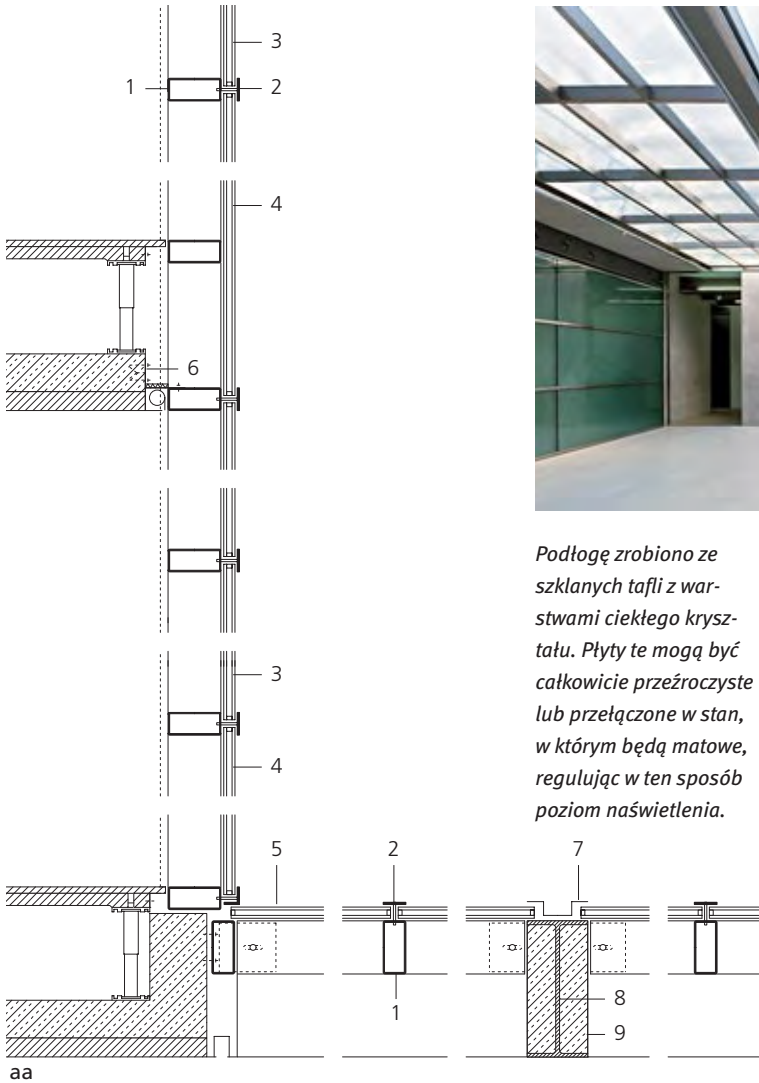 3
1
2
4
6
Podłogę zrobiono ze
szklanych tafli z war-
stwami ciekłego krysz-
tału. Płyty te mogą być
całkowicie przeźroczyste
lub przełączone w stan,
w którym będą matowe,
regulując w ten sposób
poziom naświetlenia.
3
4
5
2
7
1
8
9
aa